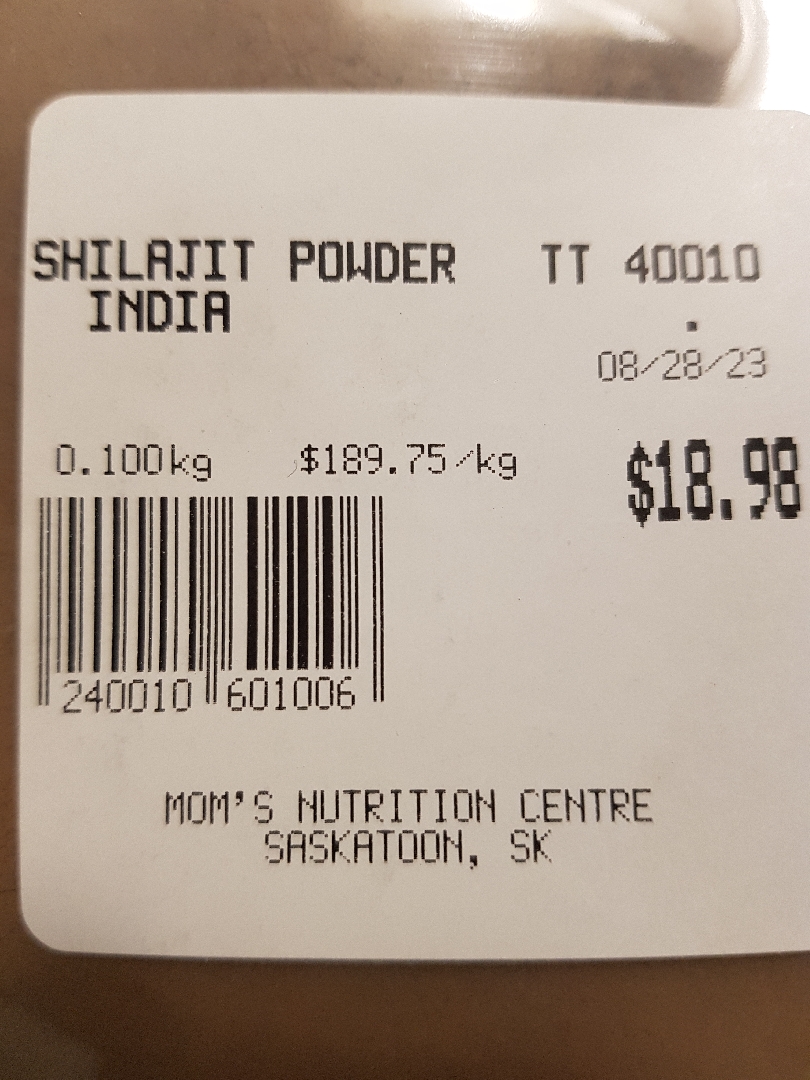 SHILAJIT POWDER TT 40010
INDIA .
08/28/23
0.100kg $189.75/kg $18.98
240010 601006
MOM'S NUTRITION CENTRE
SASKATOON, SK